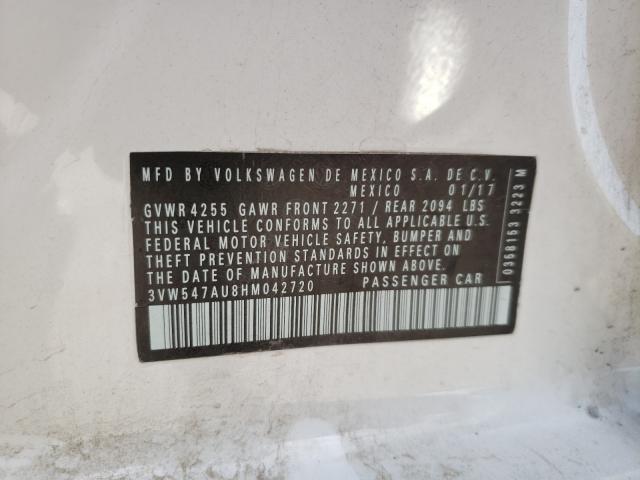 MFD BY VOLKSWAGEN DE MEXICO S.A. DE C.V.
MEXICO 01/17
GVWR 4255 GAWR FRONT 2271 / REAR 2094 LBS
THIS VEHICLE CONFORMS TO ALL APPLICABLE U.S.
FEDERAL MOTOR VEHICLE SAFETY, BUMPER AND
THEFT PREVENTION STANDARDS IN EFFECT ON
THE DATE OF MANUFACTURE SHOWN ABOVE.
3VW547AU8HM042720 PASSENGER CAR
0358153 3223 M